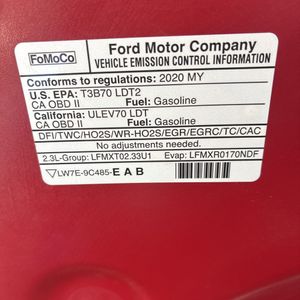 FoMoCo
Ford Motor Company
VEHICLE EMISSION CONTROL INFORMATION
Conforms to regulations: 2020 MY
U.S. EPA: T3B70 LDT2
CA OBD II Fuel: Gasoline
California: ULEV70 LDT
CA OBD II Fuel: Gasoline
DFI/TWC/HO2S/WR-HO2S/EGR/EGRC/TC/CAC
No adjustments needed.
2.3L-Group: LFMXT02.33U1 Evap: LFMXR0170NDF
LW7E-9C485-E A B